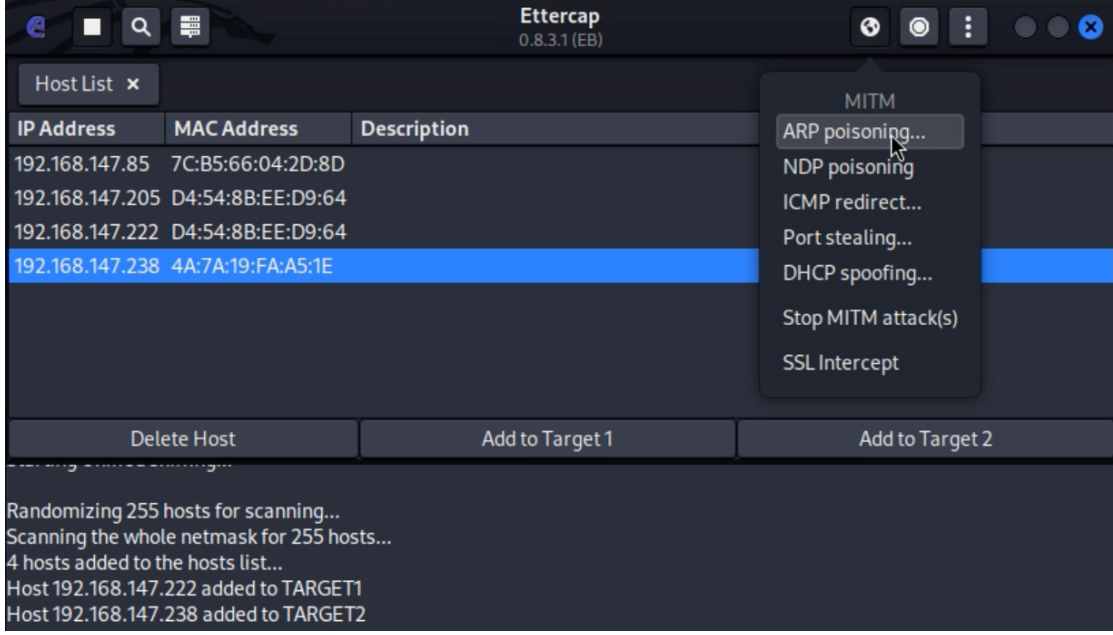 Ettercap
0.8.3.1 (EB)
Host List ×
IP Address MAC Address Description
192.168.147.85 7C:B5:66:04:2D:8D
192.168.147.205 D4:54:8B:EE:D9:64
192.168.147.222 D4:54:8B:EE:D9:64
192.168.147.238 4A:7A:19:FA:A5:1E
MITM
ARP poisoning...
NDP poisoning
ICMP redirect...
Port stealing...
DHCP spoofing...
Stop MITM attack(s)
SSL Intercept
Delete Host Add to Target 1 Add to Target 2
Randomizing 255 hosts for scanning...
Scanning the whole netmask for 255 hosts...
4 hosts added to the hosts list...
Host 192.168.147.222 added to TARGET1
Host 192.168.147.238 added to TARGET2